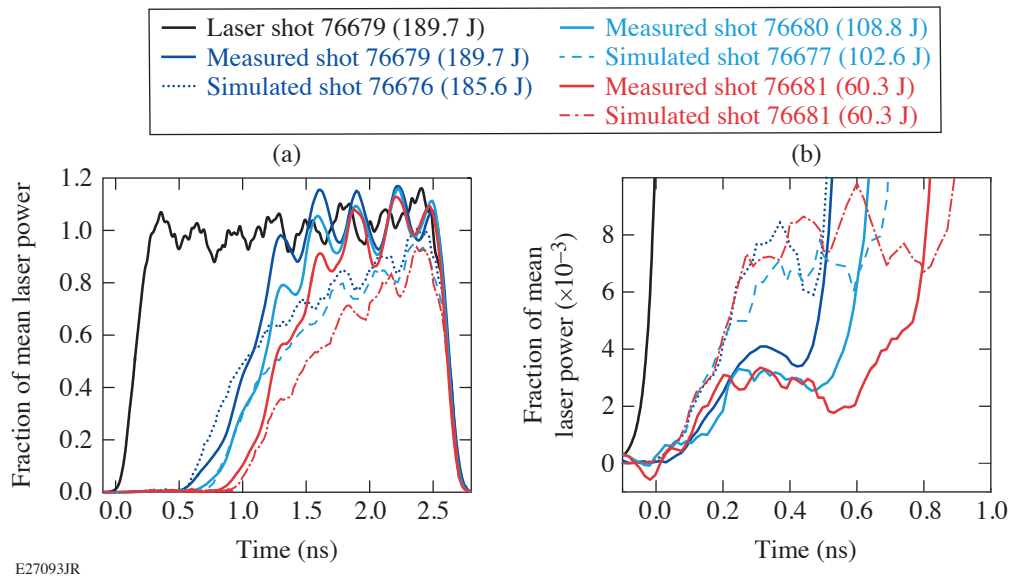 Laser shot 76679 (189.7 J)
Measured shot 76679 (189.7 J)
Simulated shot 76676 (185.6 J)
Measured shot 76680 (108.8 J)
Simulated shot 76677 (102.6 J)
Measured shot 76681 (60.3 J)
Simulated shot 76681 (60.3 J)
(a)
Fraction of mean laser power
1.2
1.0
0.8
0.6
0.4
0.2
0.0
0.0 0.5 1.0 1.5 2.0 2.5
Time (ns)
(b)
Fraction of mean
laser power (×10⁻³)
8
6
4
2
0
0.0 0.2 0.4 0.6 0.8 1.0
Time (ns)
E27093JR